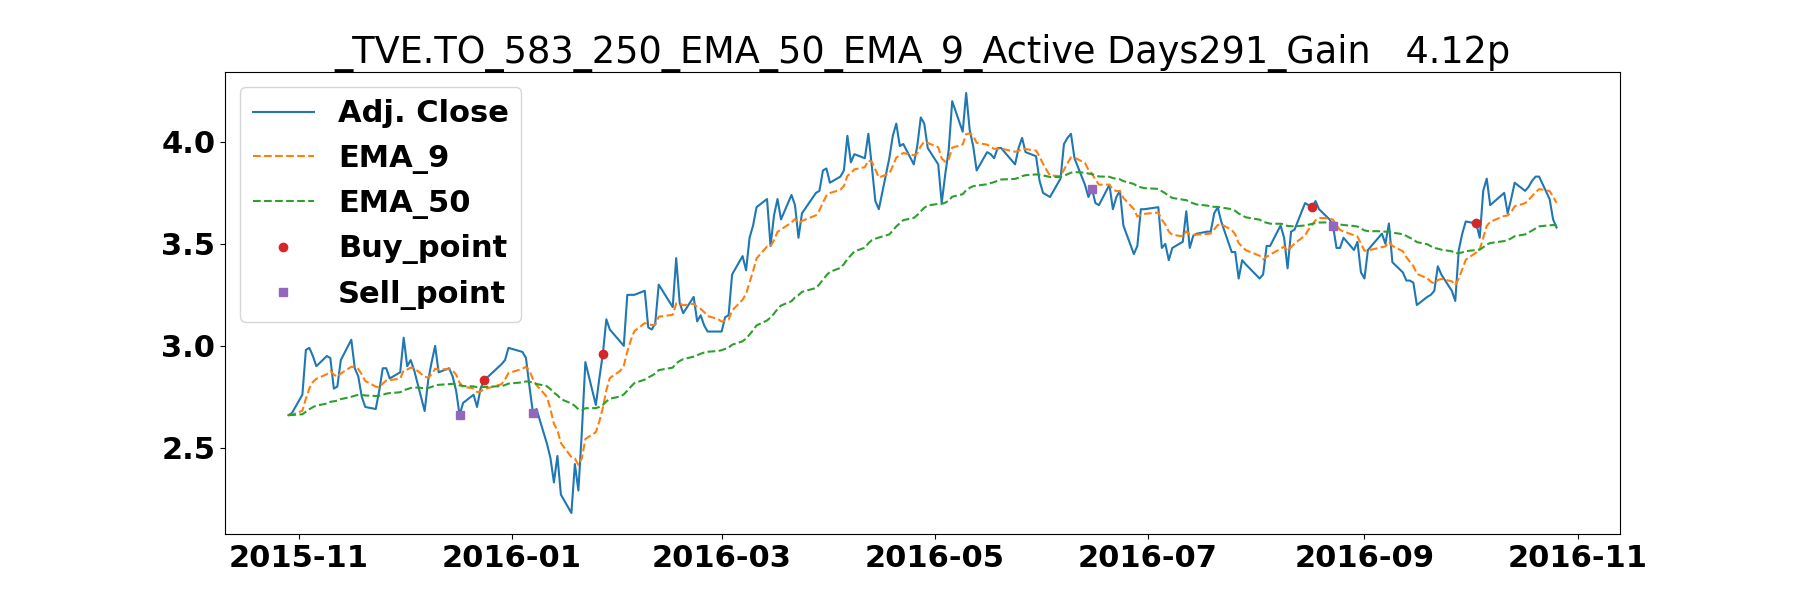 _TVE.TO_583_250_EMA_50_EMA_9_Active Days291_Gain   4.12p
Adj. Close
EMA_9
EMA_50
Buy_point
Sell_point
4.0
3.5
3.0
2.5
2015-11 2016-01 2016-03 2016-05 2016-07 2016-09 2016-11